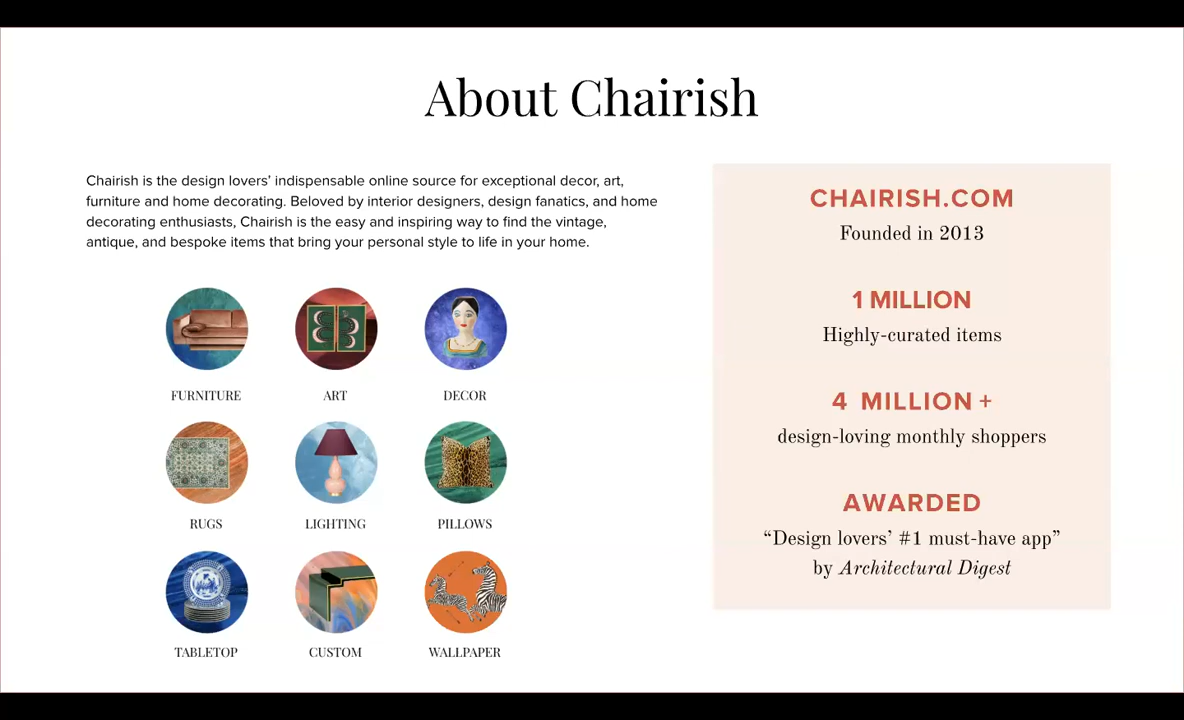 About Chairish
Chairish is the design lovers' indispensable online source for exceptional decor, art,
furniture and home decorating. Beloved by interior designers, design fanatics, and home
decorating enthusiasts, Chairish is the easy and inspiring way to find the vintage,
antique, and bespoke items that bring your personal style to life in your home.
FURNITURE
ART
DECOR
RUGS
LIGHTING
PILLOWS
TABLETOP
CUSTOM
WALLPAPER
CHAIRISH.COM
Founded in 2013
1 MILLION
Highly-curated items
4 MILLION +
design-loving monthly shoppers
AWARDED
“Design lovers’ #1 must-have app”
by Architectural Digest